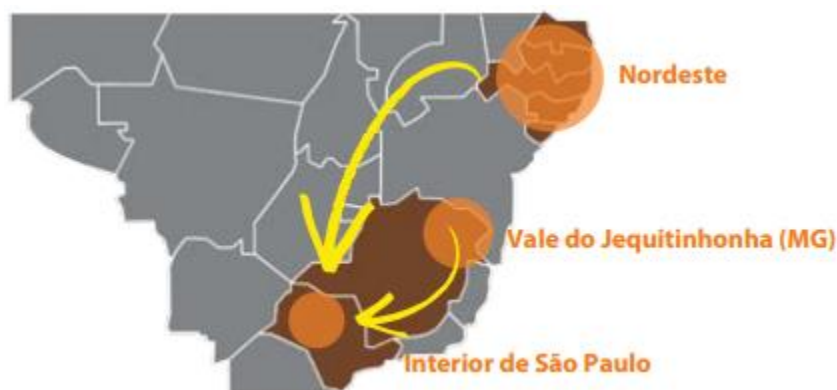 Nordeste
Vale do Jequitinhonha (MG)
Interior de São Paulo